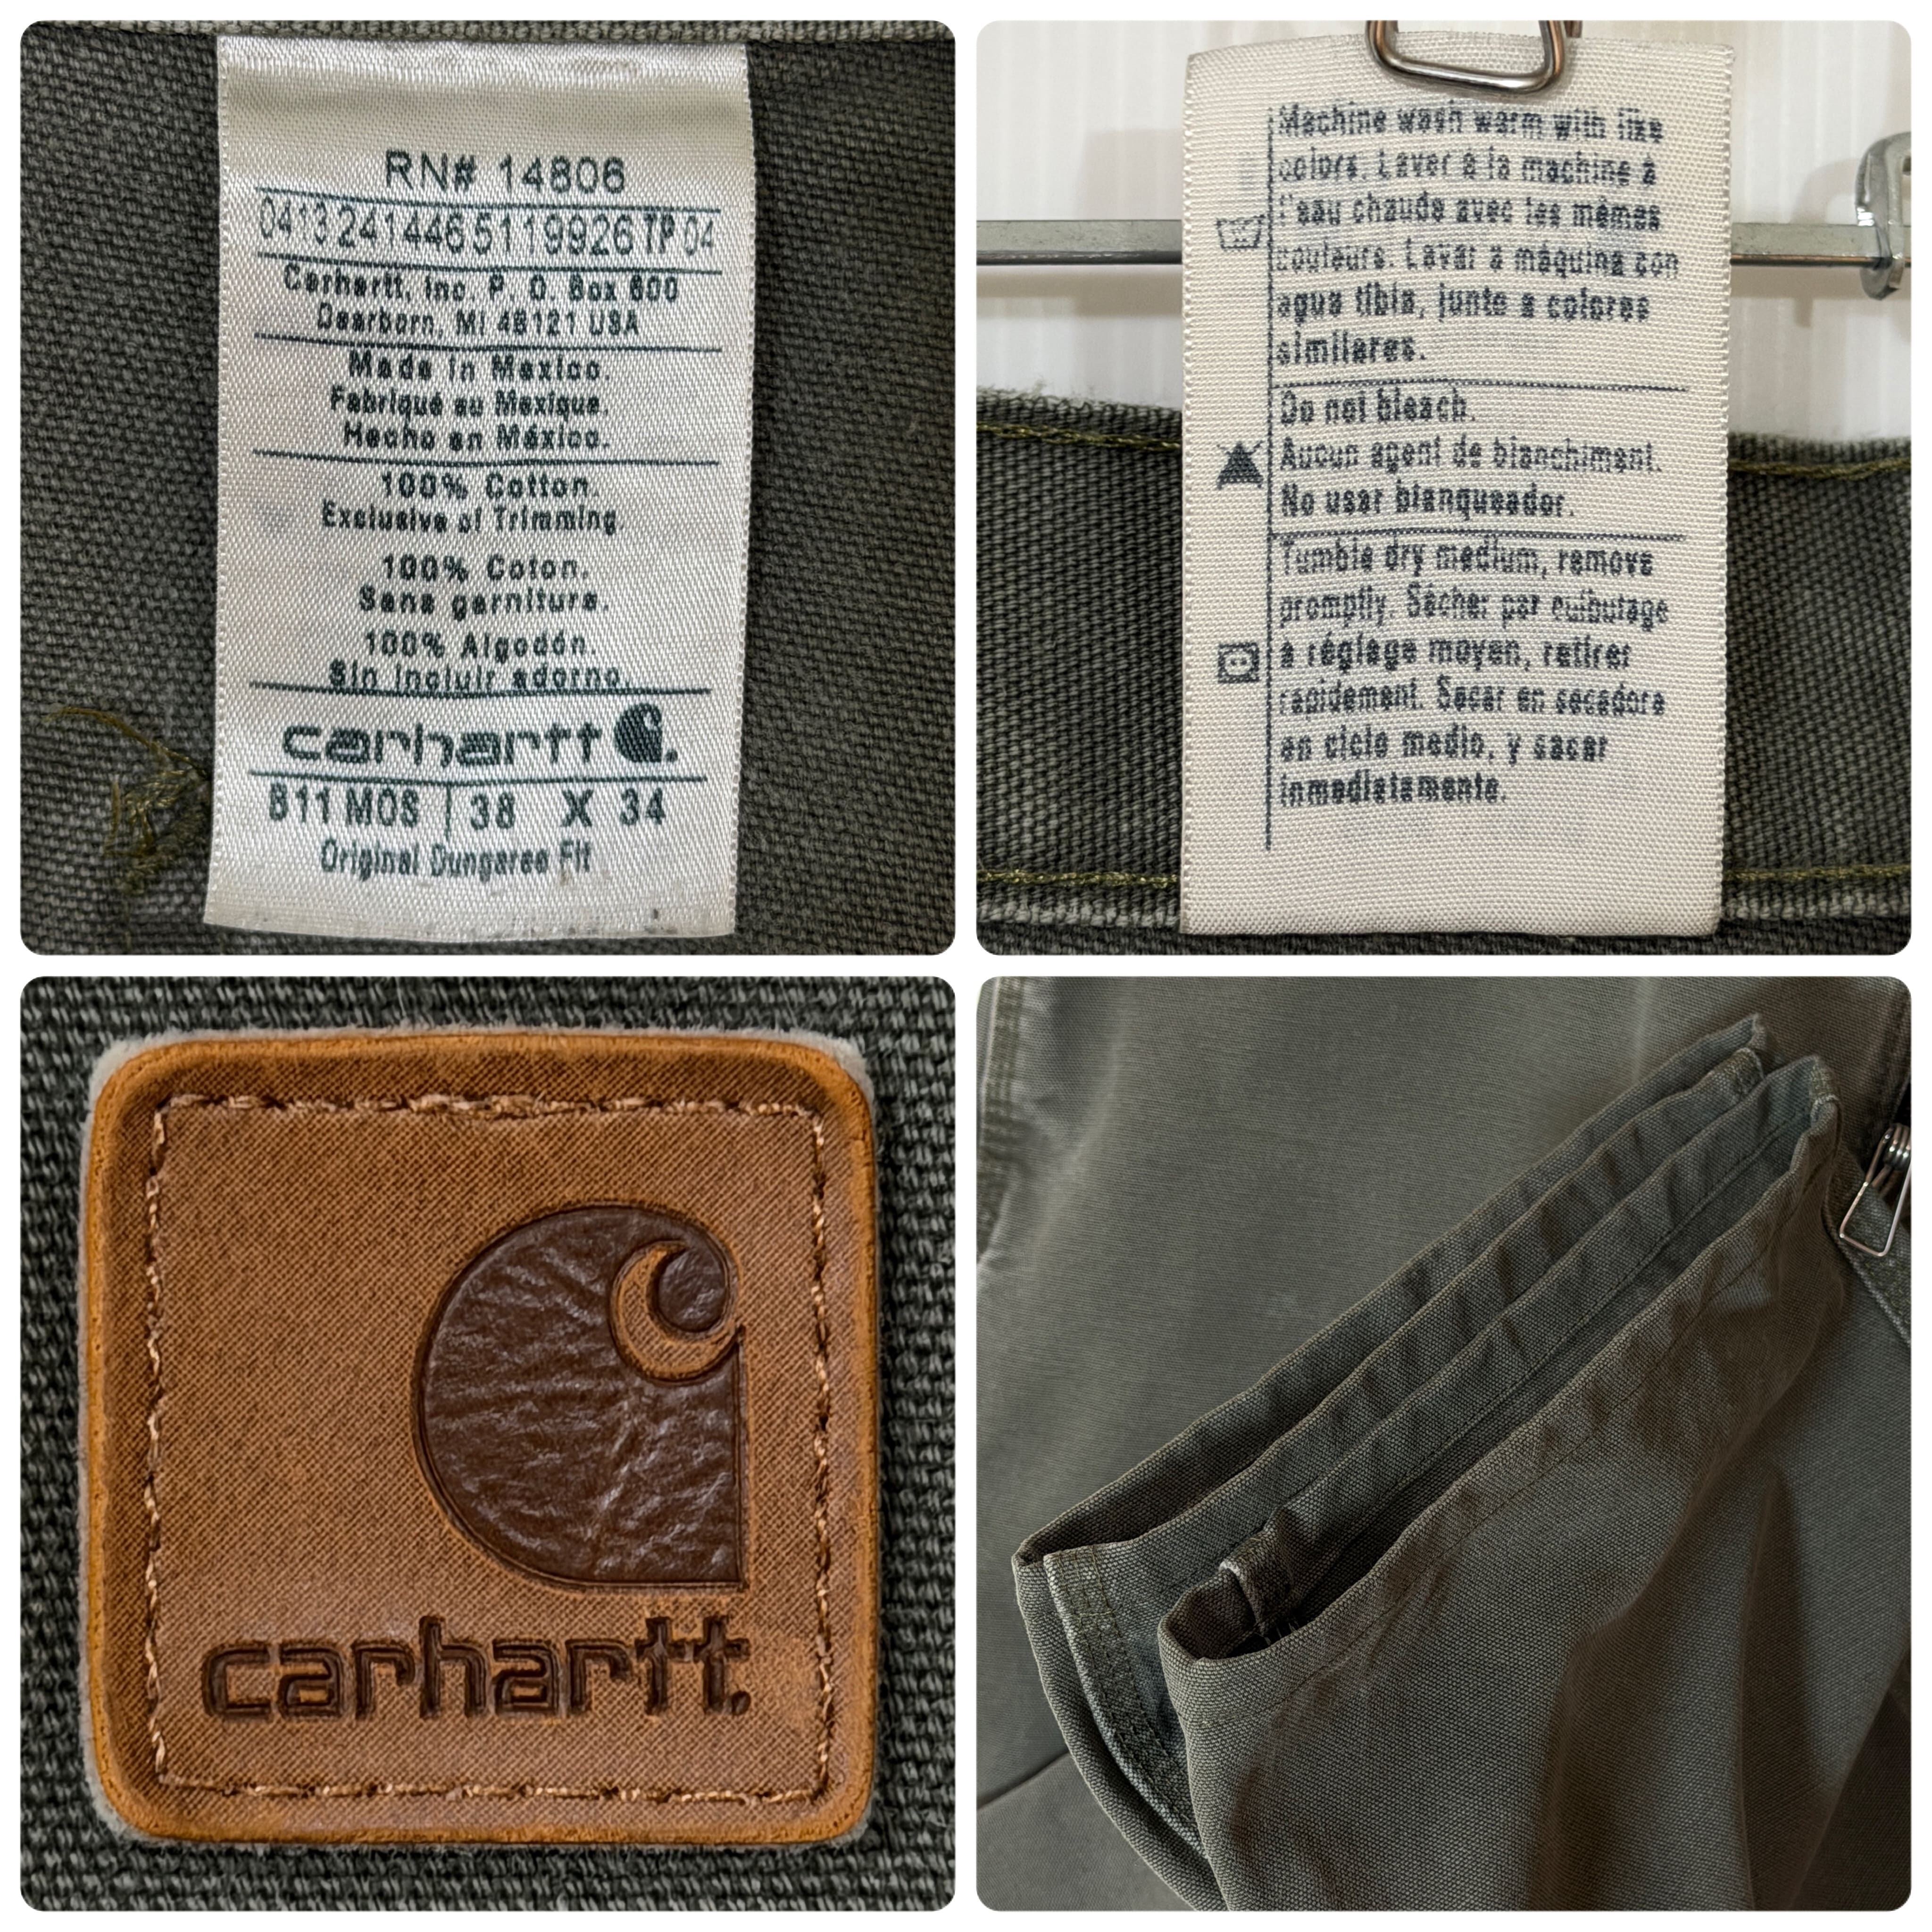 RN# 14806
04132414465119926 TP 04
Carhartt, Inc. P. O. Box 600
Dearborn, MI 48121 USA
Made in Mexico.
Fabriqué au Mexique.
Hecho en México.
100% Cotton.
Exclusive of Trimming.
100% Coton.
Sans garniture.
100% Algodón.
Sin incluir adorno.
carhartt
B11 MOS 38 X 34
Original Dungaree Fit
Machine wash warm with like
colors. Laver à la machine à
l'eau chaude avec les mêmes
couleurs. Lavar a máquina con
agua tibia, junto a colores
similares.
Do not bleach.
Aucun agent de blanchiment.
No usar blanqueador.
Tumble dry medium, remove
promptly. Sécher par culbutage
à réglage moyen, retirer
rapidement. Secar en secadora
en ciclo medio, y sacar
inmediatamente.
carhartt.